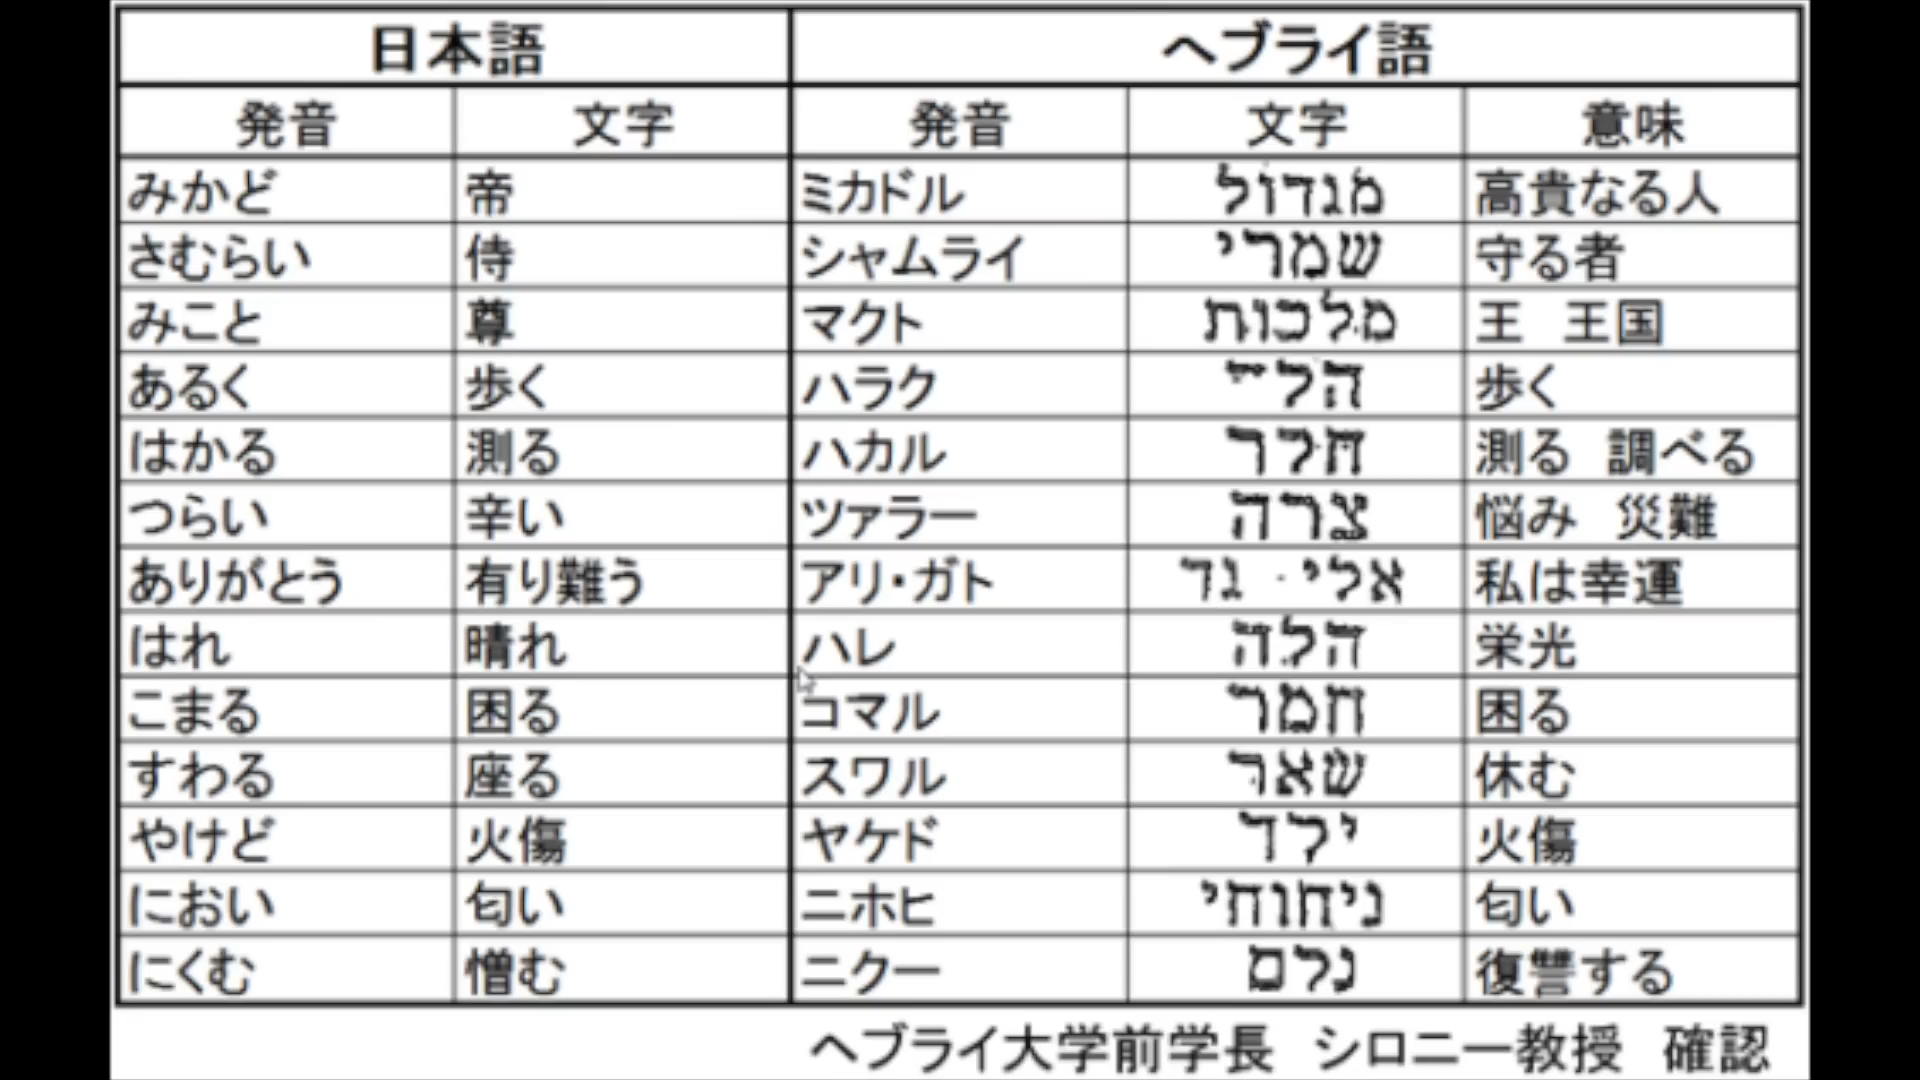 日本語 ヘブライ語
発音 文字 発音 文字 意味
みかど 帝 ミカドル מגדול 高貴なる人
さむらい 侍 シャムライ שמרי 守る者
みこと 尊 マクト מלכות 王 王国
あるく 歩く ハラク 歩く
はかる 測る ハカル חקר 測る 調べる
つらい 辛い ツァラー צרה 悩み 災難
ありがとう 有り難う アリ・ガト אלי גד 私は幸運
はれ 晴れ ハレ הלה 栄光
こまる 困る コマル חמר 困る
すわる 座る スワル שאר 休む
やけど 火傷 ヤケド יקד 火傷
におい 匂い ニホヒ ניחוחי 匂い
にくむ 憎む ニクー נקם 復讐する
ヘブライ大学前学長 シロニー教授 確認